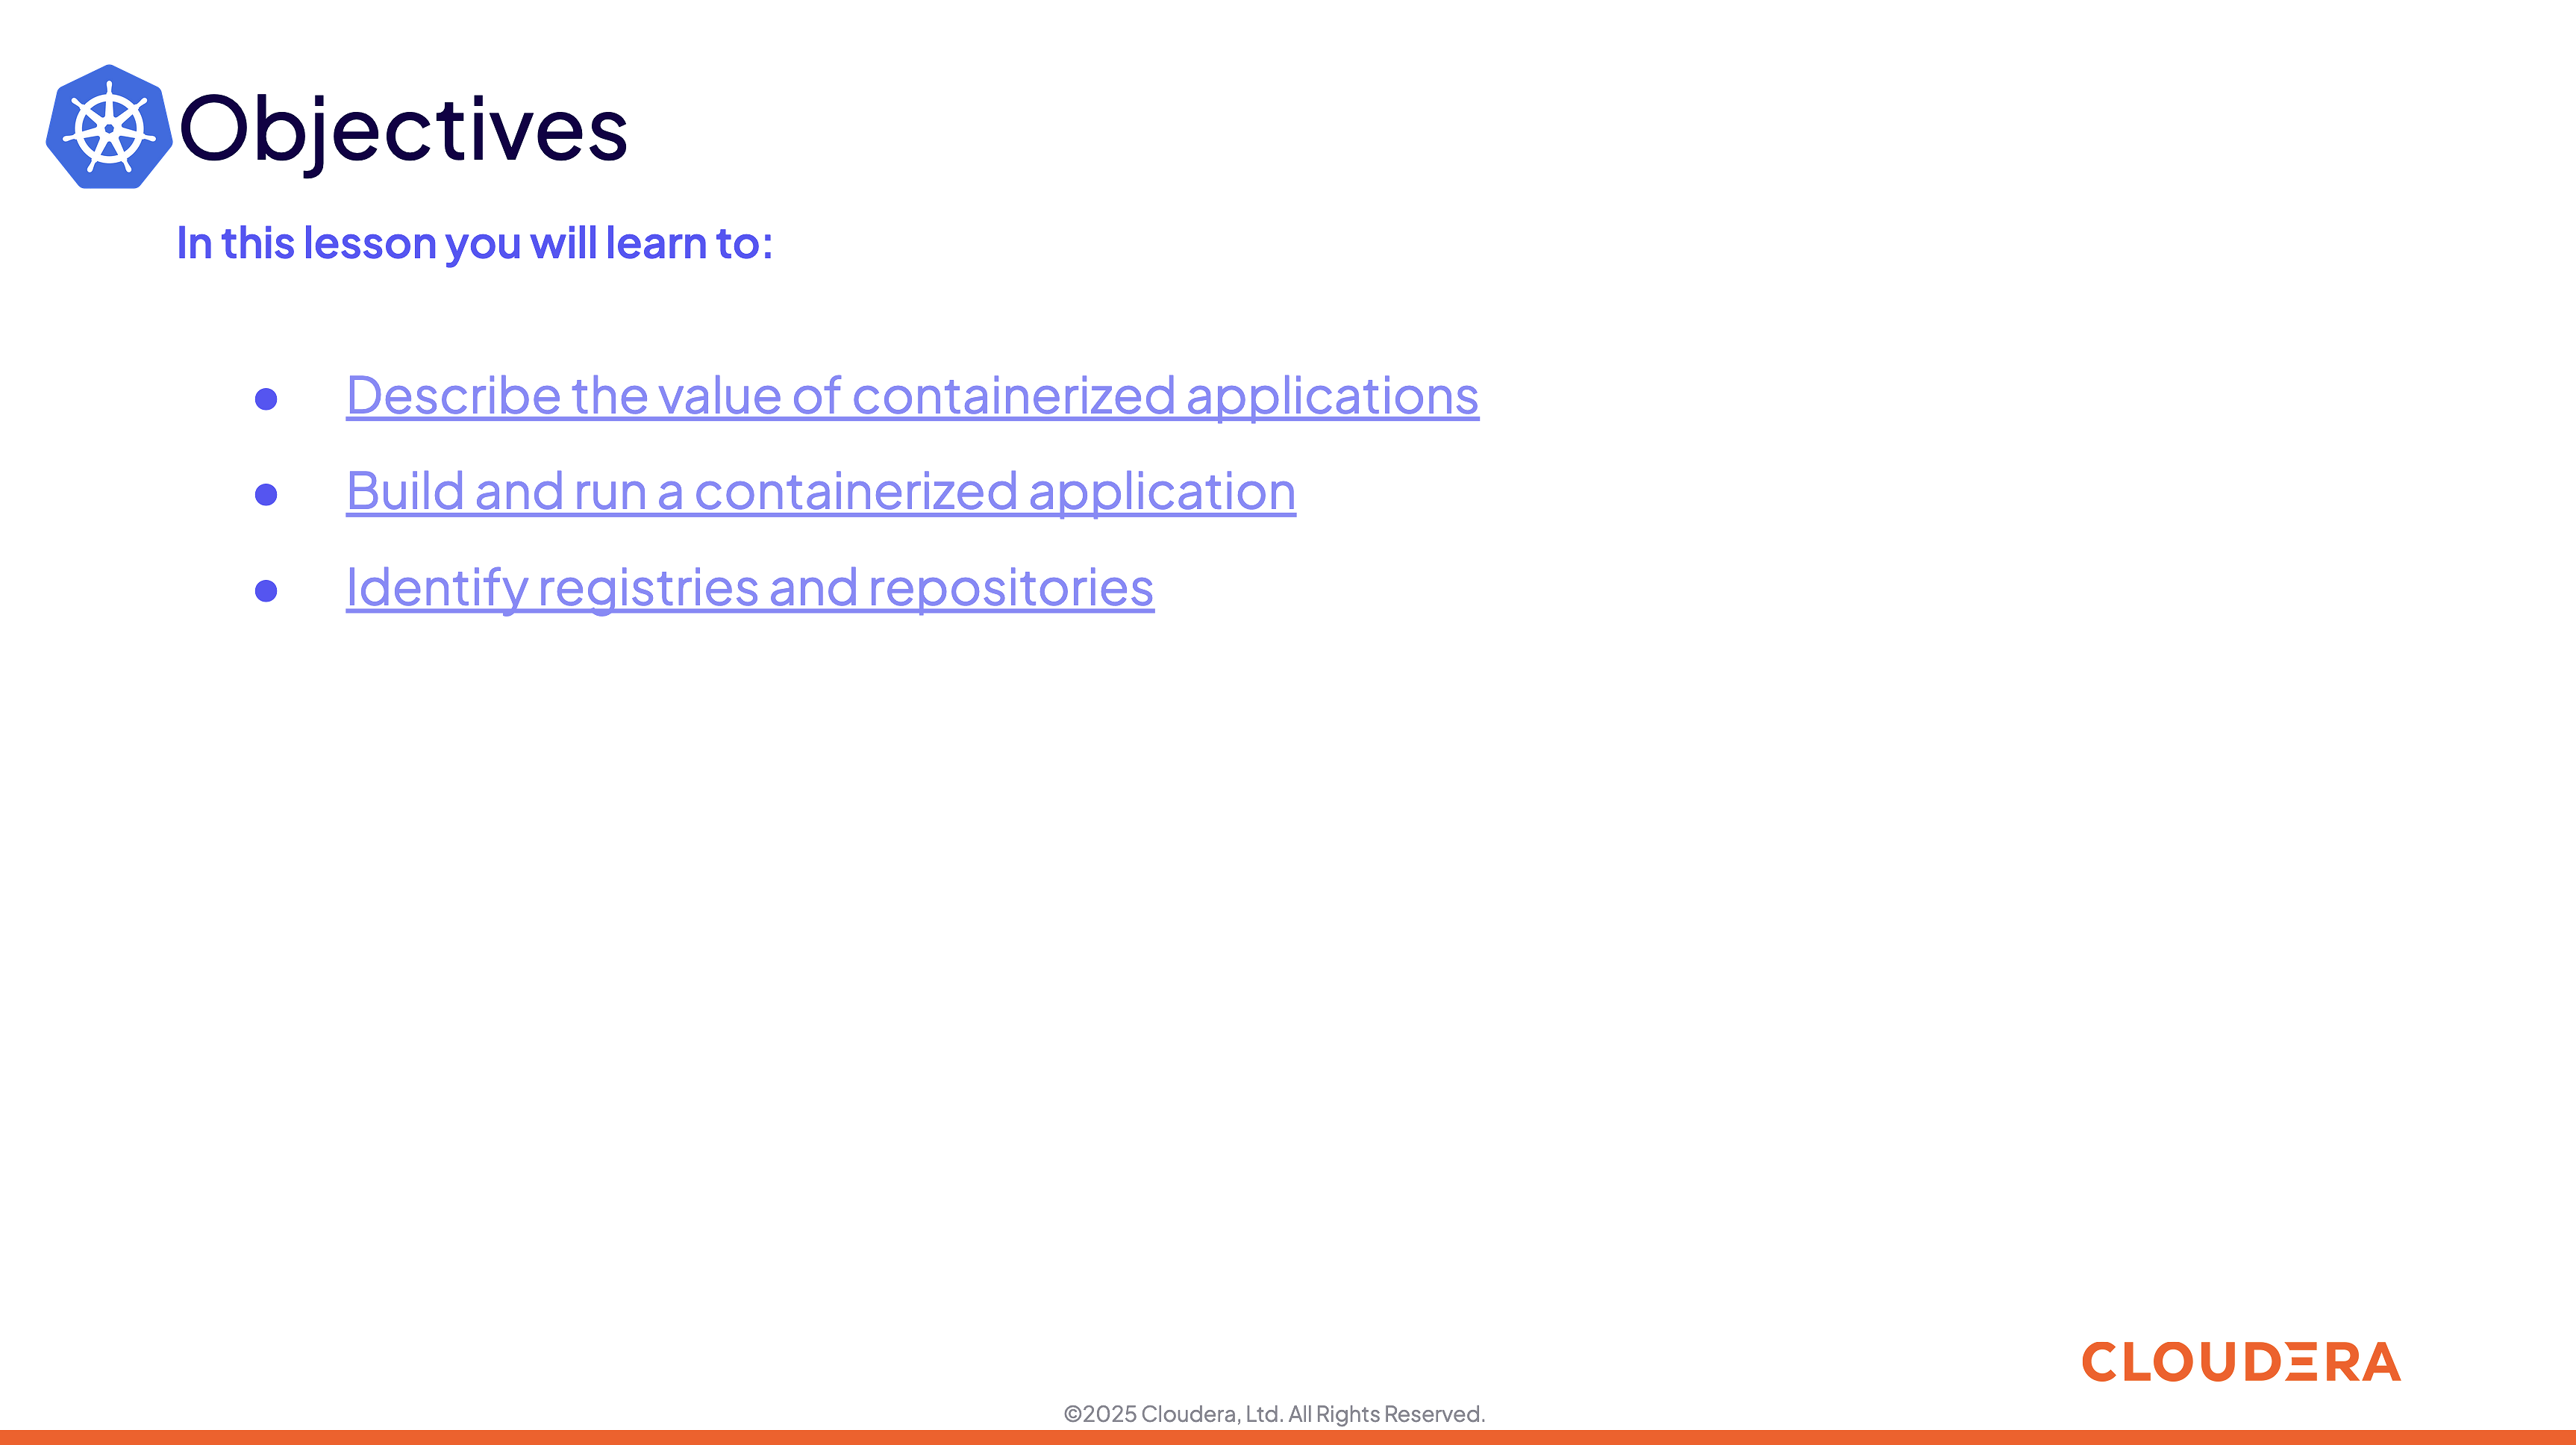 Objectives
In this lesson you will learn to:
● Describe the value of containerized applications
● Build and run a containerized application
● Identify registries and repositories
CLOUDERA
©2025 Cloudera, Ltd. All Rights Reserved.